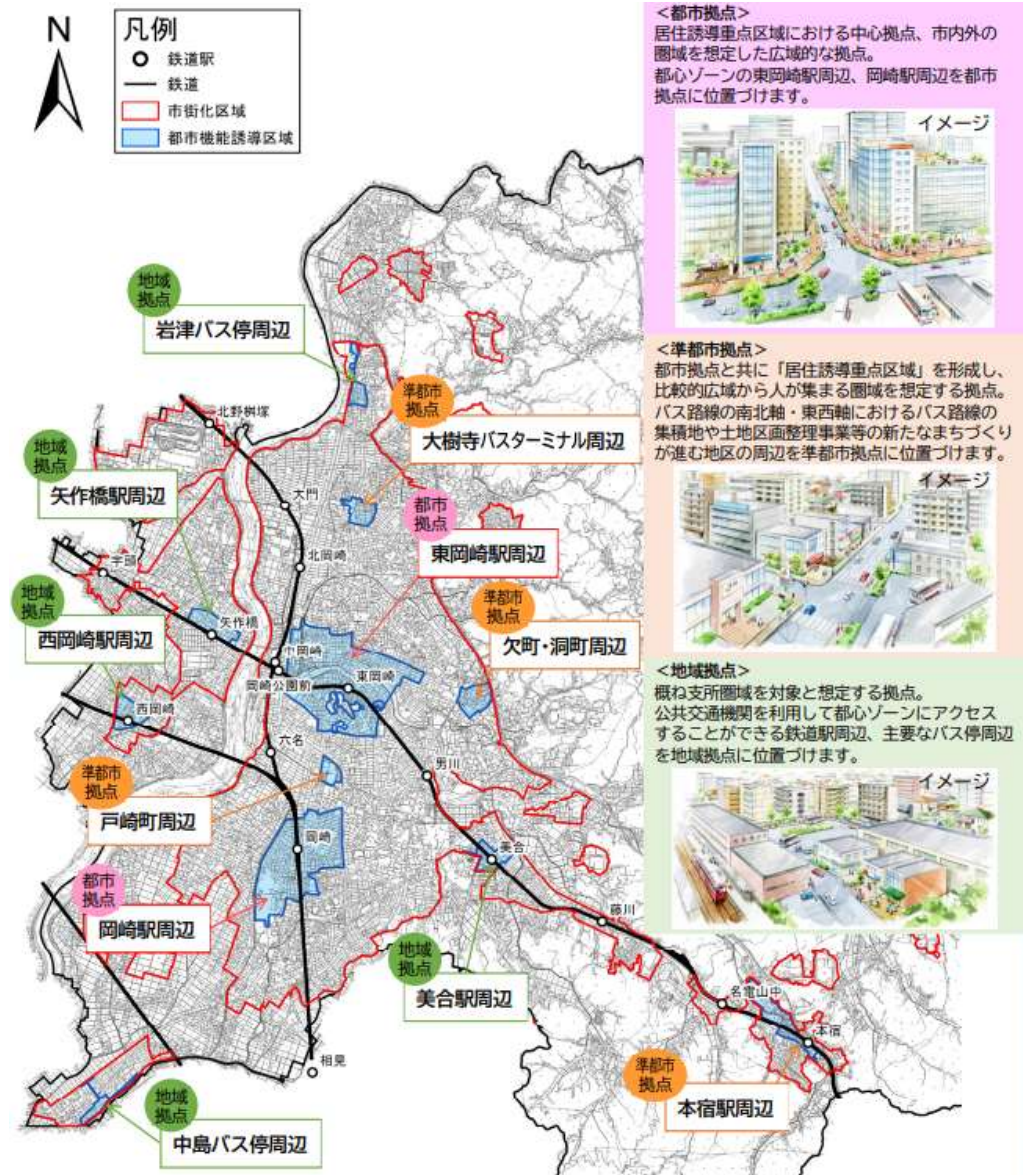 N
凡例
鉄道駅
鉄道
市街化区域
都市機能誘導区域
<都市拠点>
居住誘導重点区域における中心拠点、市内外の
圏域を想定した広域的な拠点。
都心ゾーンの東岡崎駅周辺、岡崎駅周辺を都市
拠点に位置づけます。
イメージ
<準都市拠点>
都市拠点と共に「居住誘導重点区域」を形成し、
比較的広域から人が集まる圏域を想定する拠点。
バス路線の南北軸・東西軸におけるバス路線の
集積地や土地区画整理事業等の新たなまちづくり
が進む地区の周辺を準都市拠点に位置づけます。
イメージ
<地域拠点>
概ね支所圏域を対象と想定する拠点。
公共交通機関を利用して都心ゾーンにアクセス
することができる鉄道駅周辺、主要なバス停周辺
を地域拠点に位置づけます。
イメージ
地域
拠点
岩津バス停周辺
準都市
拠点
大樹寺バスターミナル周辺
北野桝塚
地域
拠点
矢作橋駅周辺
大門
都市
拠点
東岡崎駅周辺
北岡崎
宇頭
地域
拠点
西岡崎駅周辺
準都市
拠点
欠町・洞町周辺
矢作橋
中岡崎
岡崎公園前
東岡崎
西岡崎
六名
男川
準都市
拠点
戸崎町周辺
岡崎
美合
都市
拠点
岡崎駅周辺
藤川
地域
拠点
美合駅周辺
名電山中
本宿
相見
準都市
拠点
本宿駅周辺
地域
拠点
中島バス停周辺